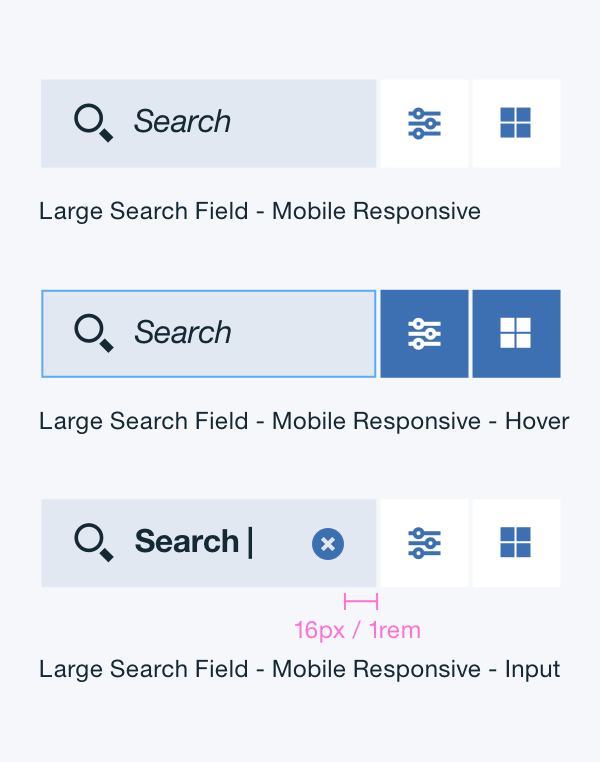 Search
Large Search Field - Mobile Responsive
Search
Large Search Field - Mobile Responsive - Hover
Search
16px / 1rem
Large Search Field - Mobile Responsive - Input